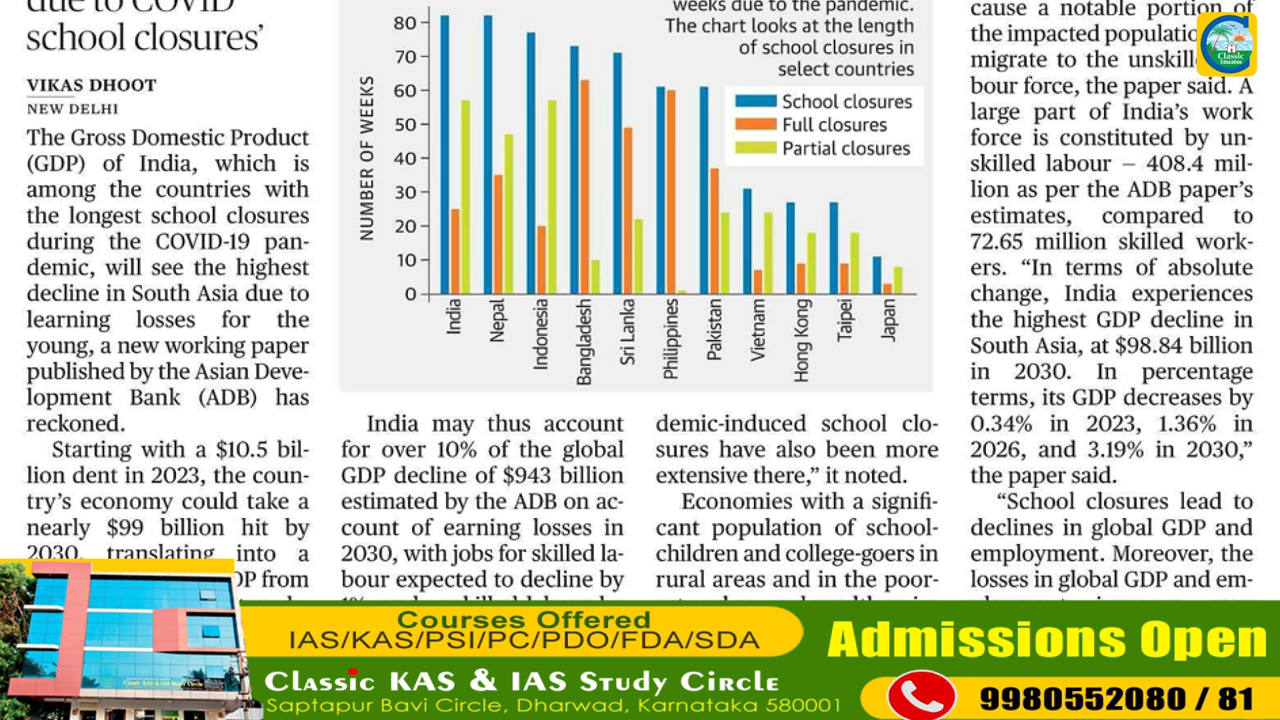 due to COVID
school closures’
VIKAS DHOOT
NEW DELHI
The Gross Domestic Product
(GDP) of India, which is
among the countries with
the longest school closures
during the COVID-19 pan-
demic, will see the highest
decline in South Asia due to
learning losses for the
young, a new working paper
published by the Asian Deve-
lopment Bank (ADB) has
reckoned.
Starting with a $10.5 bil-
lion dent in 2023, the coun-
try’s economy could take a
nearly $99 billion hit by
2030, translating into a
from
weeks due to the pandemic.
The chart looks at the length
of school closures in
select countries
School closures
Full closures
Partial closures
NUMBER OF WEEKS
80
70
60
50
40
30
20
10
0
India
Nepal
Indonesia
Bangladesh
Sri Lanka
Philippines
Pakistan
Vietnam
Hong Kong
Taipei
Japan
India may thus account
for over 10% of the global
GDP decline of $943 billion
estimated by the ADB on ac-
count of earning losses in
2030, with jobs for skilled la-
bour expected to decline by
demic-induced school clo-
sures have also been more
extensive there,” it noted.
Economies with a signifi-
cant population of school-
children and college-goers in
rural areas and in the poor-
cause a notable portion of
the impacted
migrate to the
bour force, the paper said. A
large part of India’s work
force is constituted by un-
skilled labour – 408.4 mil-
lion as per the ADB paper’s
estimates, compared to
72.65 million skilled work-
ers. “In terms of absolute
change, India experiences
the highest GDP decline in
South Asia, at $98.84 billion
in 2030. In percentage
terms, its GDP decreases by
0.34% in 2023, 1.36% in
2026, and 3.19% in 2030,”
the paper said.
“School closures lead to
declines in global GDP and
employment. Moreover, the
losses in global GDP and em-
Classic
Education
Courses Offered
IAS/KAS/PSI/PC/PDO/FDA/SDA
Classic KAS & IAS Study Circle
Saptapur Bavi Circle, Dharwad, Karnataka 580001
Admissions Open
9980552080 / 81
Classic KAS & IAS Study Circle